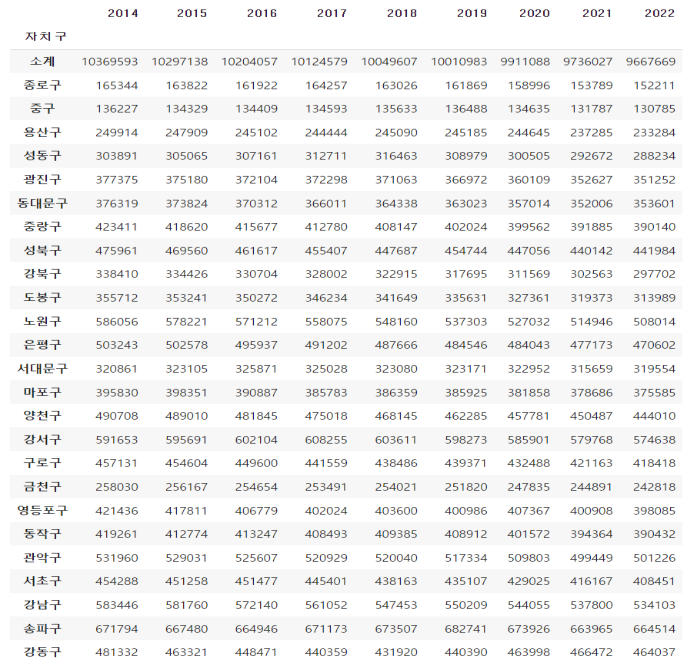 2014 2015 2016 2017 2018 2019 2020 2021 2022
자치구
소계 10369593 10297138 10204057 10124579 10049607 10010983 9911088 9736027 9667669
종로구 165344 163822 161922 164257 163026 161869 158996 153789 152211
중구 136227 134329 134409 134593 135633 136488 134635 131787 130785
용산구 249914 247909 245102 244444 245090 245185 244645 237285 233284
성동구 303891 305065 307161 312711 316463 308979 300505 292672 288234
광진구 377375 375180 372104 372298 371063 366972 360109 352627 351252
동대문구 376319 373824 370312 366011 364338 363023 357014 352006 353601
중랑구 423411 418620 415677 412780 408147 402024 399562 391885 390140
성북구 475961 469560 461617 455407 447687 454744 447056 440142 441984
강북구 338410 334426 330704 328002 322915 317695 311569 302563 297702
도봉구 355712 353241 350272 346234 341649 335631 327361 319373 313989
노원구 586056 578221 571212 558075 548160 537303 527032 514946 508014
은평구 503243 502578 495937 491202 487666 484546 484043 477173 470602
서대문구 320861 323105 325871 325028 323080 323171 322952 315659 319554
마포구 395830 398351 390887 385783 386359 385925 381858 378686 375585
양천구 490708 489010 481845 475018 468145 462285 457781 450487 444010
강서구 591653 595691 602104 608255 603611 598273 585901 579768 574638
구로구 457131 454604 449600 441559 438486 439371 432488 421163 418418
금천구 258030 256167 254654 253491 254021 251820 247835 244891 242818
영등포구 421436 417811 406779 402024 403600 400986 407367 400908 398085
동작구 419261 412774 413247 408493 409385 408912 401572 394364 390432
관악구 531960 529031 525607 520929 520040 517334 509803 499449 501226
서초구 454288 451258 451477 445401 438163 435107 429025 416167 408451
강남구 583446 581760 572140 561052 547453 550209 544055 537800 534103
송파구 671794 667480 664946 671173 673507 682741 673926 663965 664514
강동구 481332 463321 448471 440359 431920 440390 463998 466472 464037